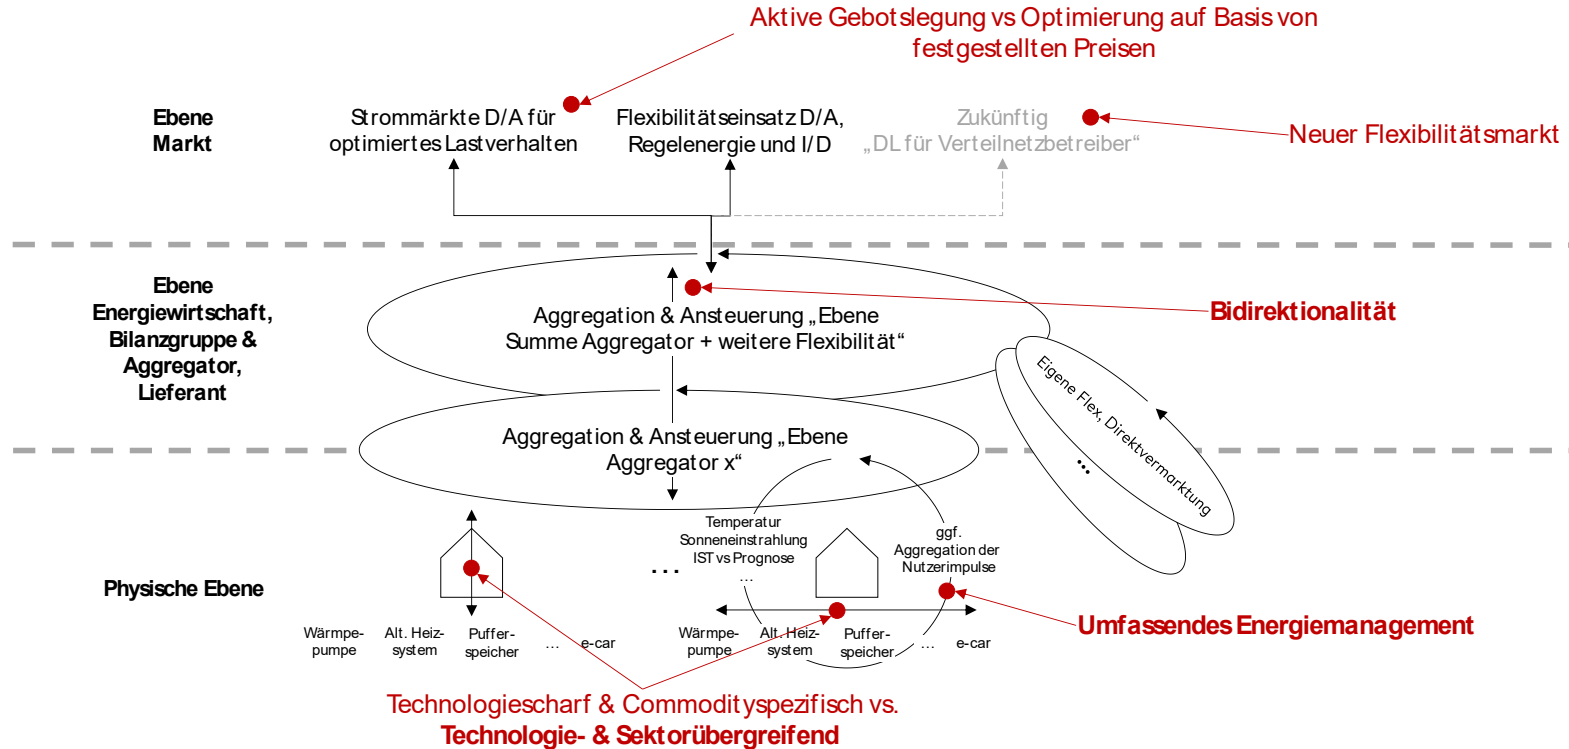 Aktive Gebotslegung vs Optimierung auf Basis von
festgestellten Preisen
Ebene
Markt
Strommärkte D/A für
optimiertes Lastverhalten
Flexibilitätseinsatz D/A,
Regelenergie und I/D
Zukünftig
„DL für Verteilnetzbetreiber“
Neuer Flexibilitätsmarkt
Ebene
Energiewirtschaft,
Bilanzgruppe &
Aggregator,
Lieferant
Aggregation & Ansteuerung „Ebene
Summe Aggregator + weitere Flexibilität“
Bidirektionalität
Eigene Flex, Direktvermarktung
...
Aggregation & Ansteuerung „Ebene
Aggregator x“
Physische Ebene
...
Temperatur
Sonneneinstrahlung
IST vs Prognose
...
ggf.
Aggregation der
Nutzerimpulse
Wärmpe-
pumpe
Alt. Heiz-
system
Puffer-
speicher
...
e-car
Wärmpe-
pumpe
Alt. Heiz-
system
Puffer-
speicher
...
e-car
Umfassendes Energiemanagement
Technologiescharf & Commodityspezifisch vs.
Technologie- & Sektorübergreifend